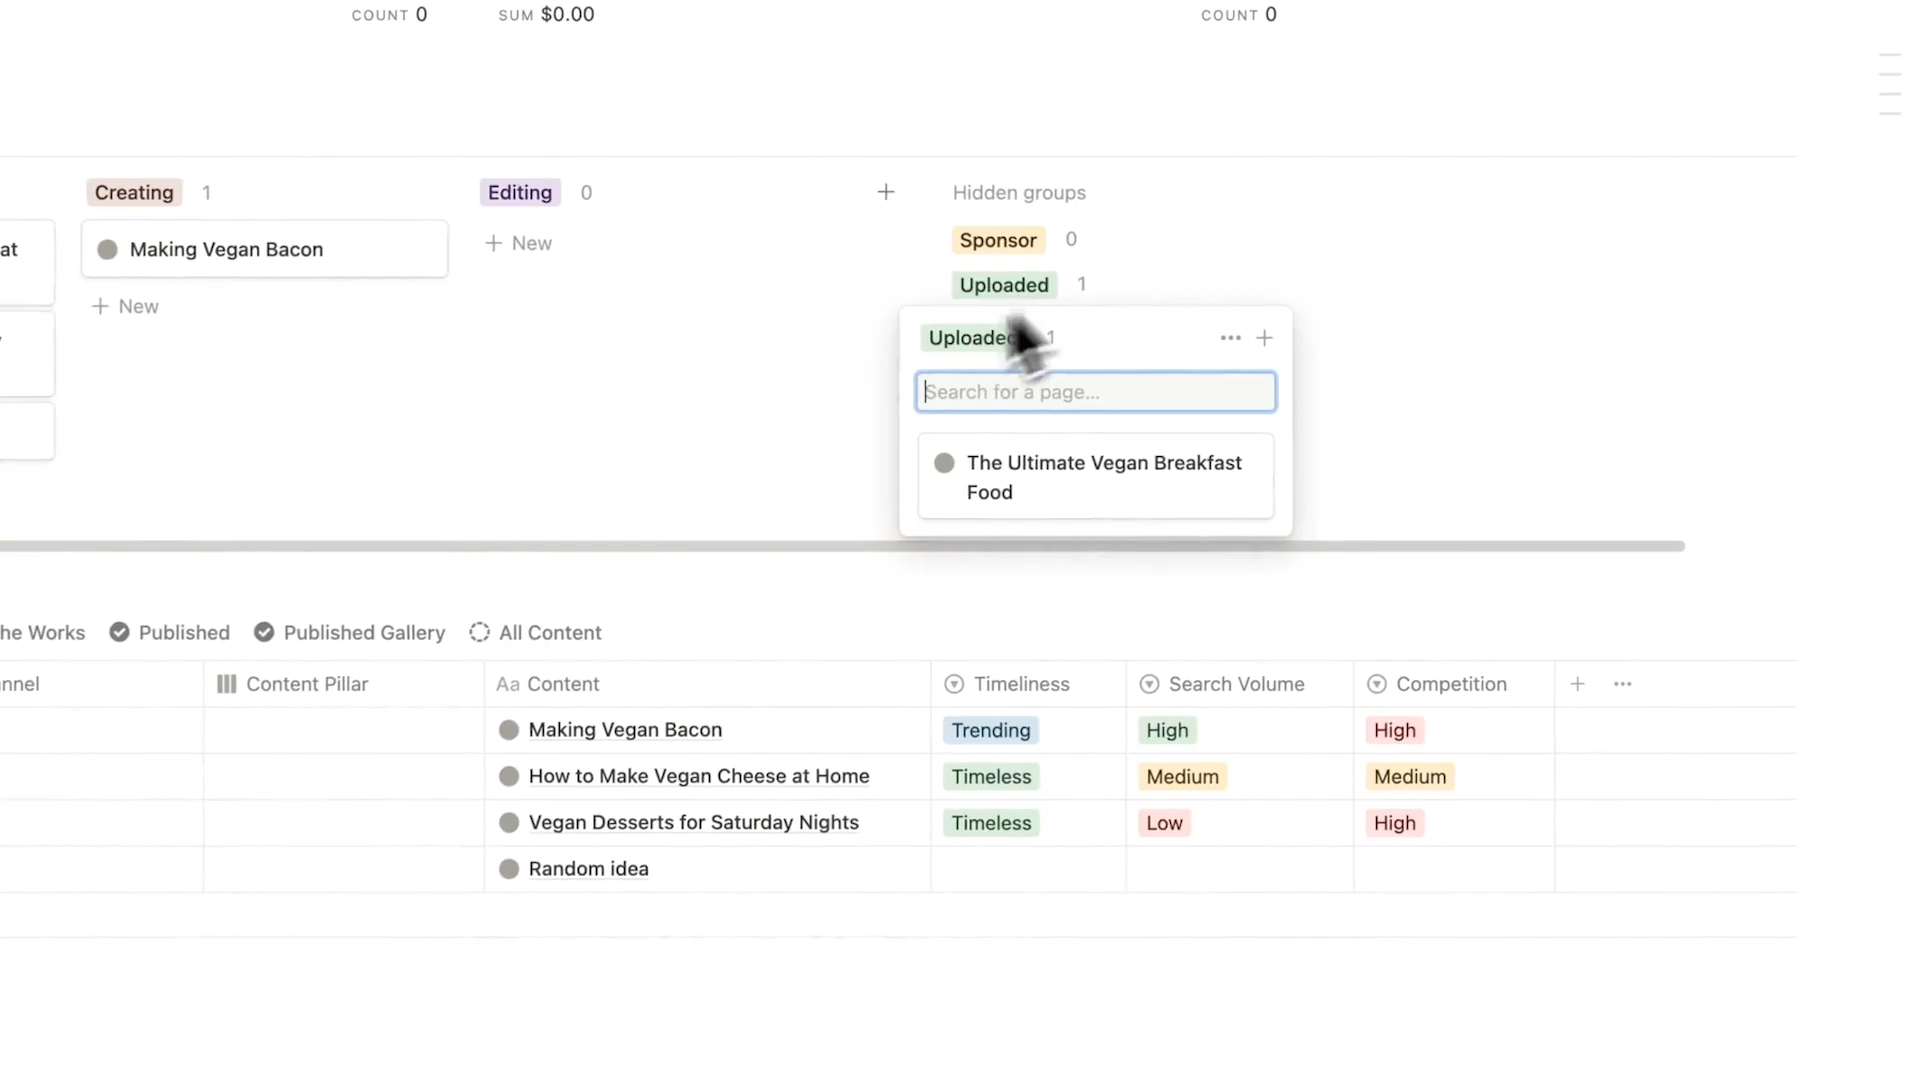 COUNT 0 SUM $0.00 COUNT 0
Creating 1 Editing 0 + Hidden groups
at
Making Vegan Bacon
+ New
+ New
Sponsor 0
Uploaded 1
Uploaded 1 ... +
Search for a page...
The Ultimate Vegan Breakfast
Food
he Works Published Published Gallery All Content
nnel Content Pillar Aa Content Timeliness Search Volume Competition + ...
Making Vegan Bacon Trending High High
How to Make Vegan Cheese at Home Timeless Medium Medium
Vegan Desserts for Saturday Nights Timeless Low High
Random idea